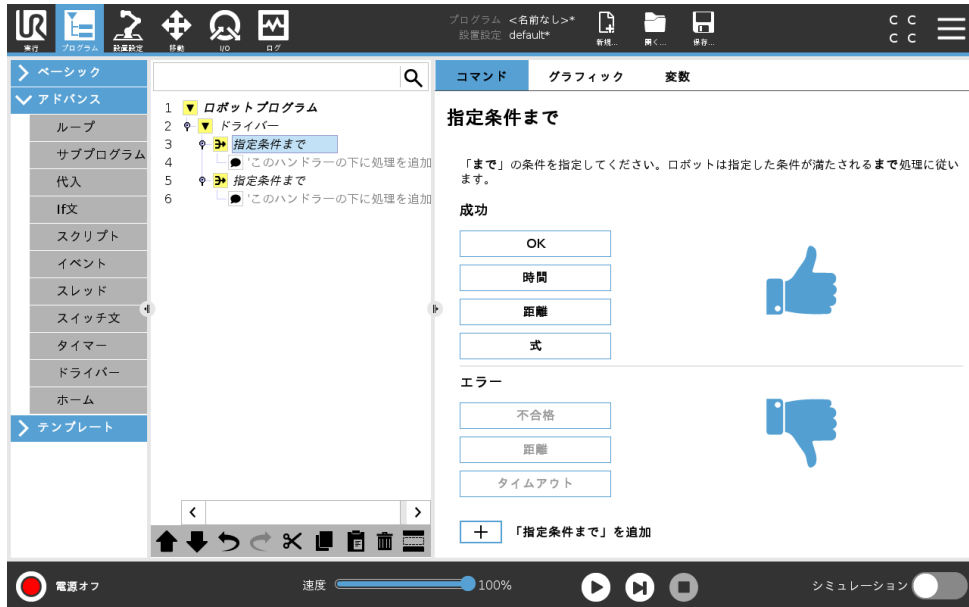 UR
実行
プログラム
設置設定
移動
I/O
ログ
プログラム <名前なし>*
設置設定 default*
新規...
開く...
保存...
C C
C C
ベーシック
アドバンス
ループ
サブプログラム
代入
If文
スクリプト
イベント
スレッド
スイッチ文
タイマー
ドライバー
ホーム
テンプレート
1 ロボットプログラム
2 ドライバー
3 指定条件まで
4 'このハンドラーの下に処理を追加
5 指定条件まで
6 'このハンドラーの下に処理を追加
コマンド グラフィック 変数
指定条件まで
「まで」の条件を指定してください。ロボットは指定した条件が満たされるまで処理に従い
ます。
成功
OK
時間
距離
式
エラー
不合格
距離
タイムアウト
+ 「指定条件まで」を追加
電源オフ
速度 100%
シミュレーション